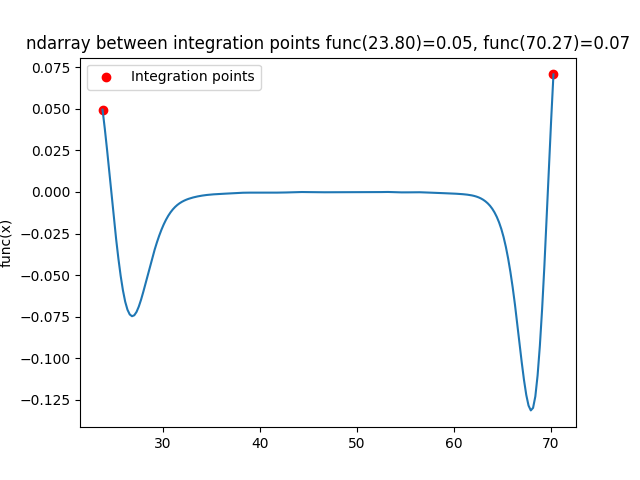 ndarray between integration points func(23.80)=0.05, func(70.27)=0.07
Integration points
func(x)
0.075
0.050
0.025
0.000
−0.025
−0.050
−0.075
−0.100
−0.125
30 40 50 60 70